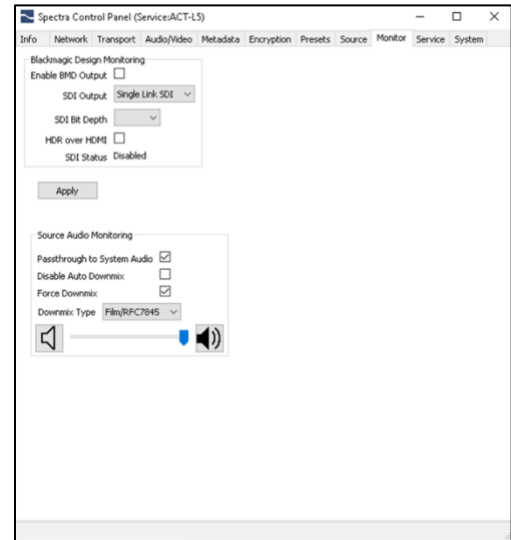 Spectra Control Panel (Service:ACT-L5)
Info Network Transport Audio/Video Metadata Encryption Presets Source Monitor Service System
Blackmagic Design Monitoring
Enable BMD Output
SDI Output Single Link SDI
SDI Bit Depth
HDR over HDMI
SDI Status Disabled
Apply
Source Audio Monitoring
Passthrough to System Audio
Disable Auto Downmix
Force Downmix
Downmix Type Film/RFC7845